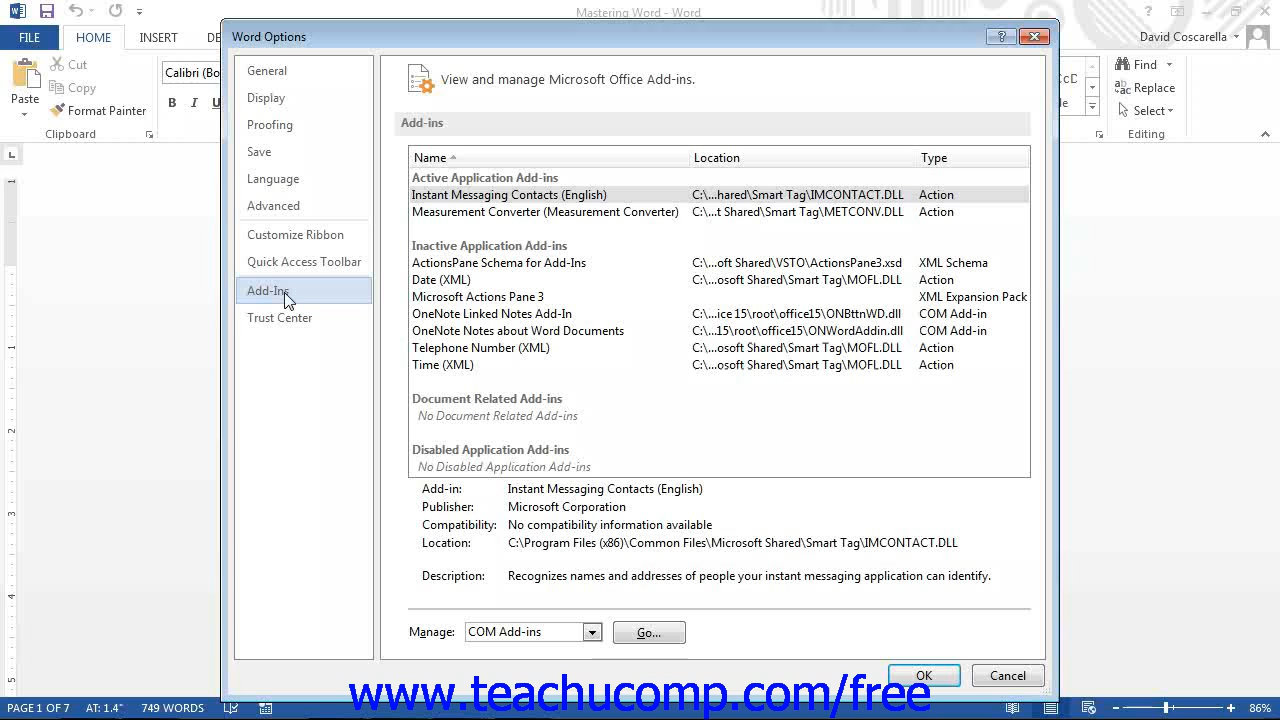 Mastering Word - Word
FILE
HOME
INSERT
DE
David Coscarella
Paste
Cut
Copy
Format Painter
Clipboard
Calibri (Bo
B I U
Find
Replace
Select
Editing
Word Options
General
Display
Proofing
Save
Language
Advanced
Customize Ribbon
Quick Access Toolbar
Add-Ins
Trust Center
View and manage Microsoft Office Add-ins.
Add-ins
Name Location Type
Active Application Add-ins
Instant Messaging Contacts (English) C:\...hared\Smart Tag\IMCONTACT.DLL Action
Measurement Converter (Measurement Converter) C:\...t Shared\Smart Tag\METCONV.DLL Action
Inactive Application Add-ins
ActionsPane Schema for Add-Ins C:\...oft Shared\VSTO\ActionsPane3.xsd XML Schema
Date (XML) C:\...osoft Shared\Smart Tag\MOFL.DLL Action
Microsoft Actions Pane 3 XML Expansion Pack
OneNote Linked Notes Add-In C:\...ice 15\root\office15\ONBttnWD.dll COM Add-in
OneNote Notes about Word Documents C:\...15\root\office15\ONWordAddin.dll COM Add-in
Telephone Number (XML) C:\...osoft Shared\Smart Tag\MOFL.DLL Action
Time (XML) C:\...osoft Shared\Smart Tag\MOFL.DLL Action
Document Related Add-ins
No Document Related Add-ins
Disabled Application Add-ins
No Disabled Application Add-ins
Add-in: Instant Messaging Contacts (English)
Publisher: Microsoft Corporation
Compatibility: No compatibility information available
Location: C:\Program Files (x86)\Common Files\Microsoft Shared\Smart Tag\IMCONTACT.DLL
Description: Recognizes names and addresses of people your instant messaging application can identify.
Manage: COM Add-ins Go...
OK Cancel
www.teachucomp.com/free
PAGE 1 OF 7 AT: 1.4" 749 WORDS 86%